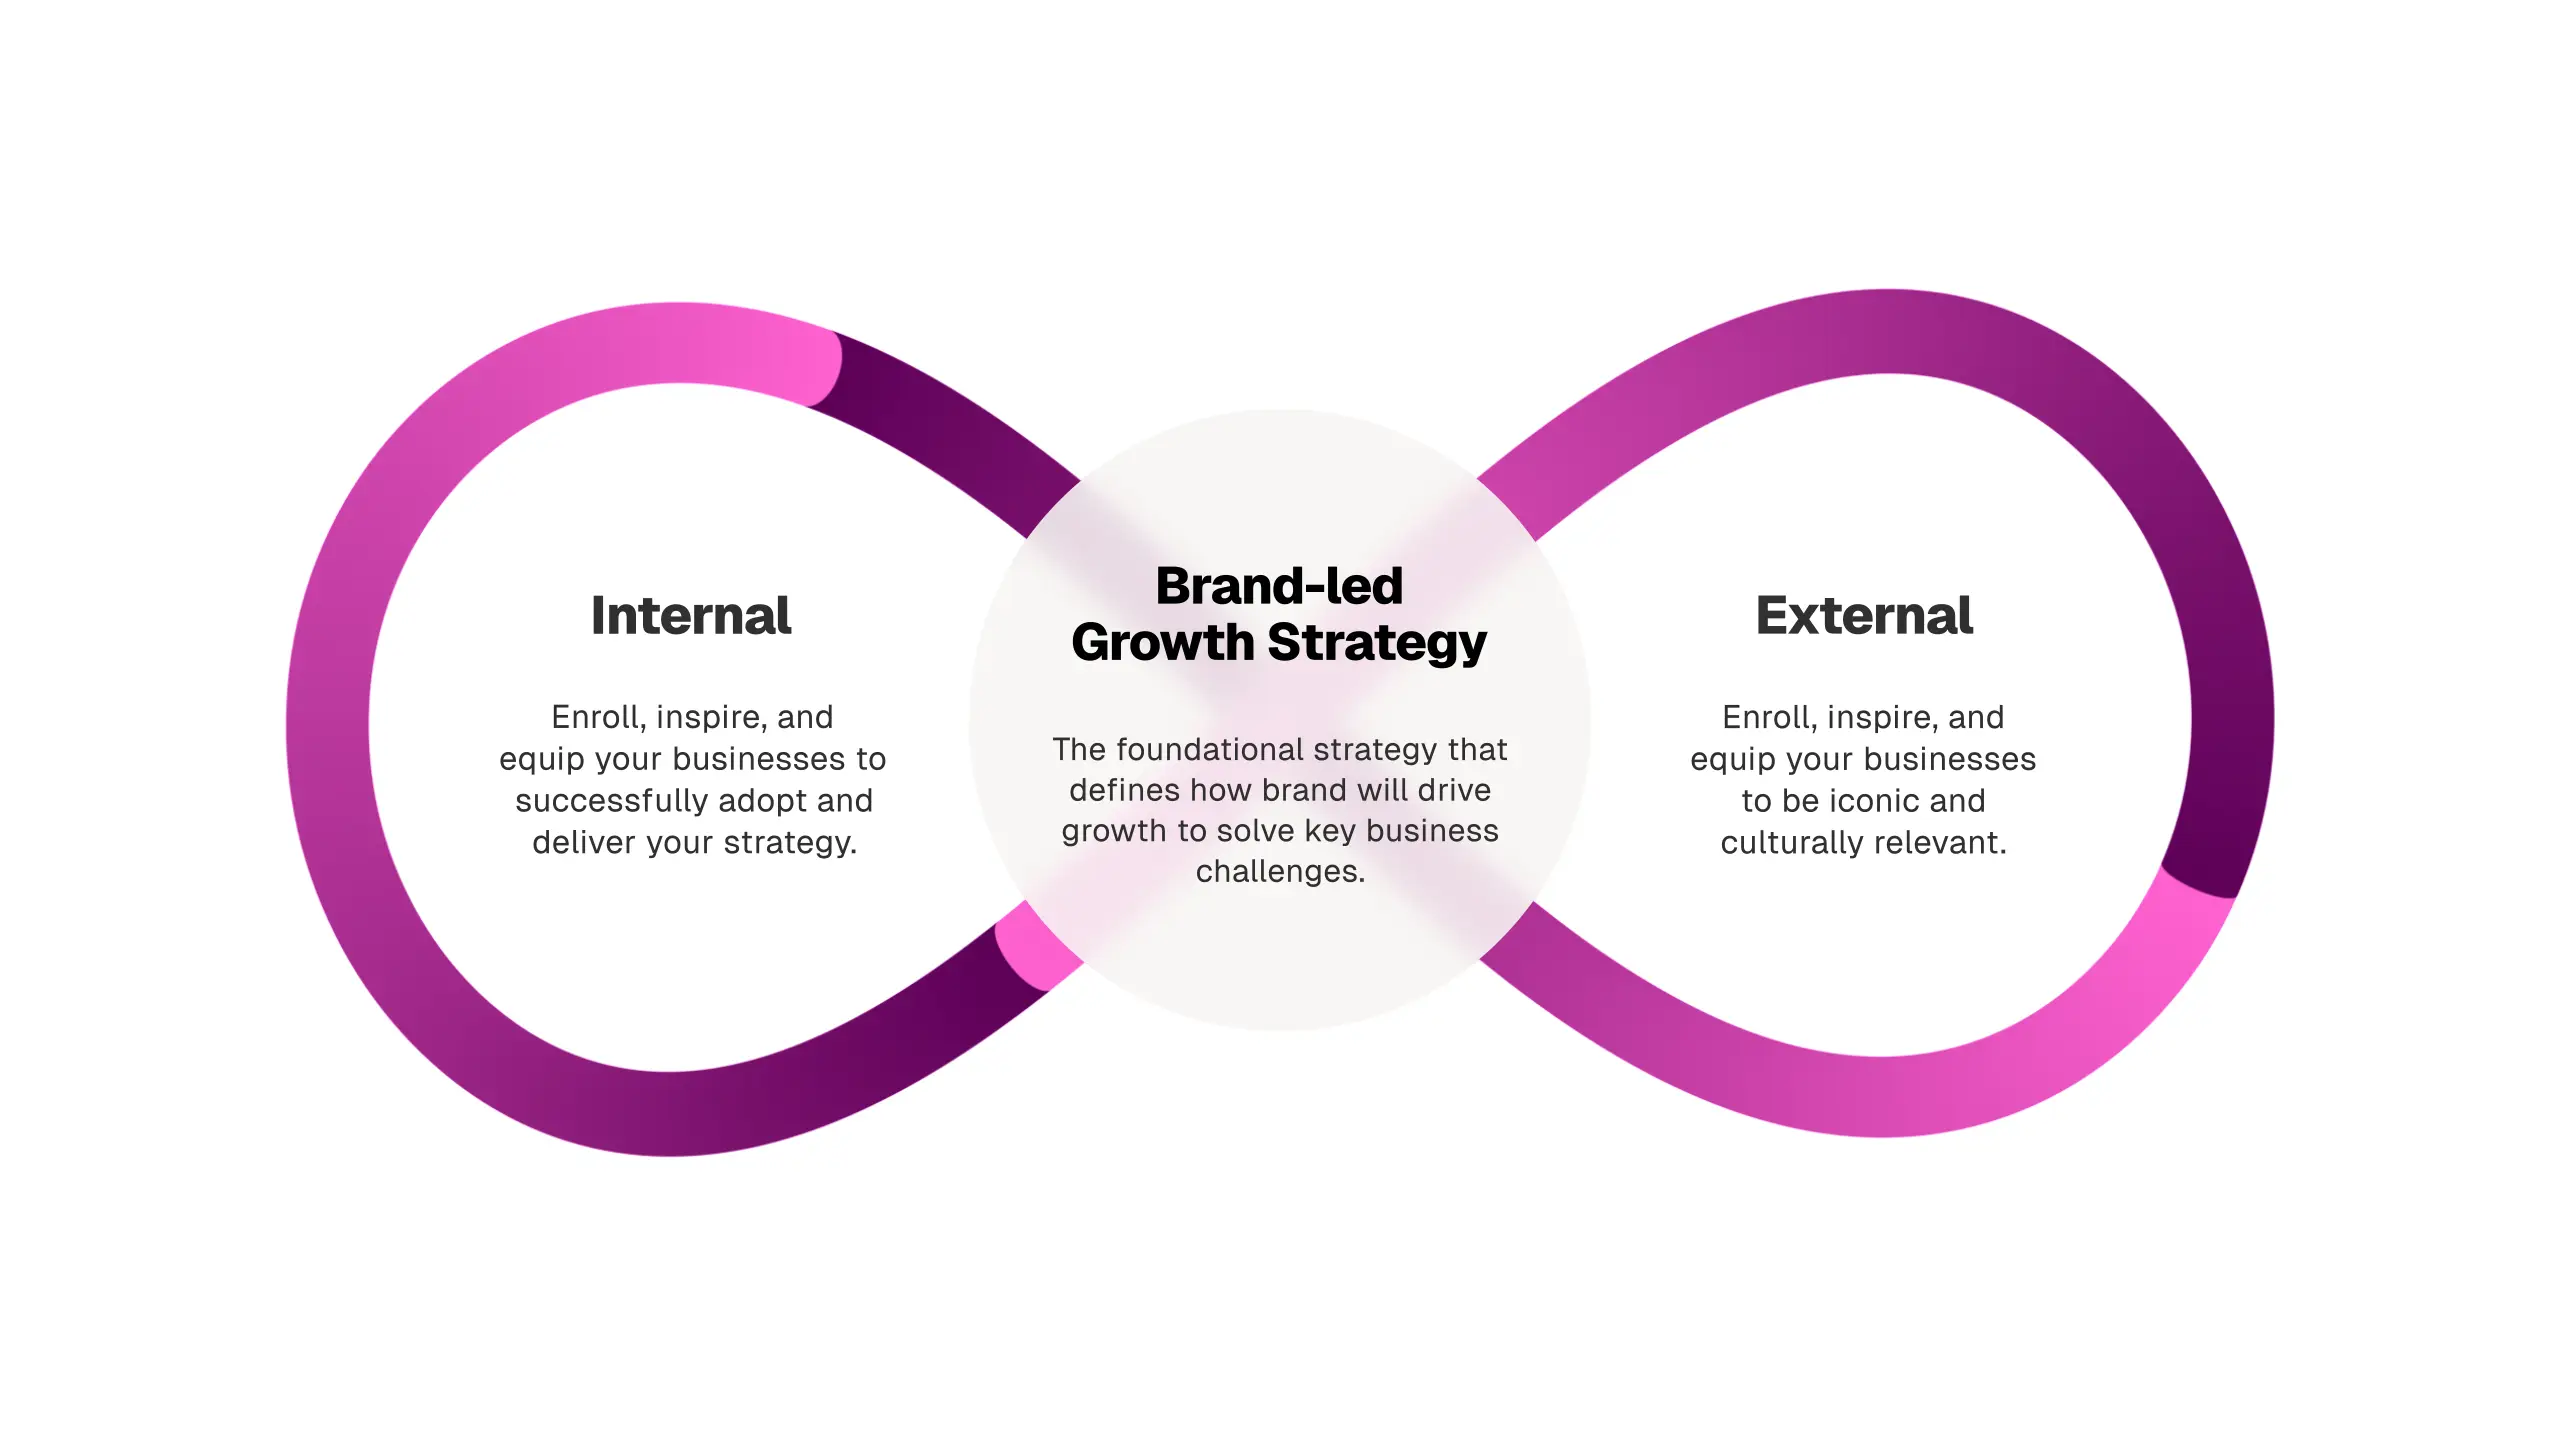 Internal
Enroll, inspire, and
equip your businesses to
successfully adopt and
deliver your strategy.
Brand-led
Growth Strategy
The foundational strategy that
defines how brand will drive
growth to solve key business
challenges.
External
Enroll, inspire, and
equip your businesses
to be iconic and
culturally relevant.